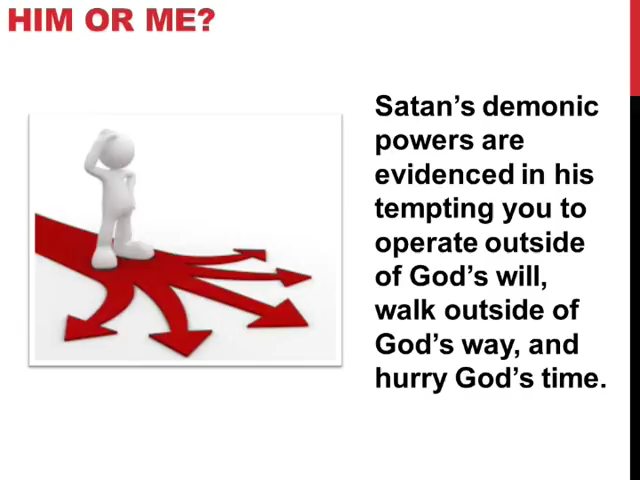 HIM OR ME?
Satan’s demonic
powers are
evidenced in his
tempting you to
operate outside
of God’s will,
walk outside of
God’s way, and
hurry God’s time.